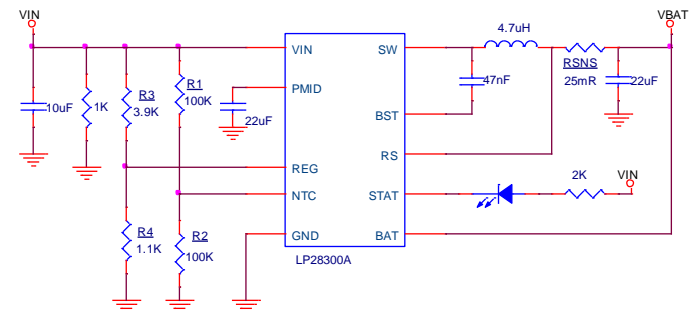 VIN
VBAT
4.7uH
VIN
SW
RSNS
R1
47nF
25mR
22uF
R3
PMID
10uF
1K
3.9K
100K
22uF
BST
RS
REG
2K
VIN
NTC
STAT
R4
R2
GND
BAT
1.1K
100K
LP28300A